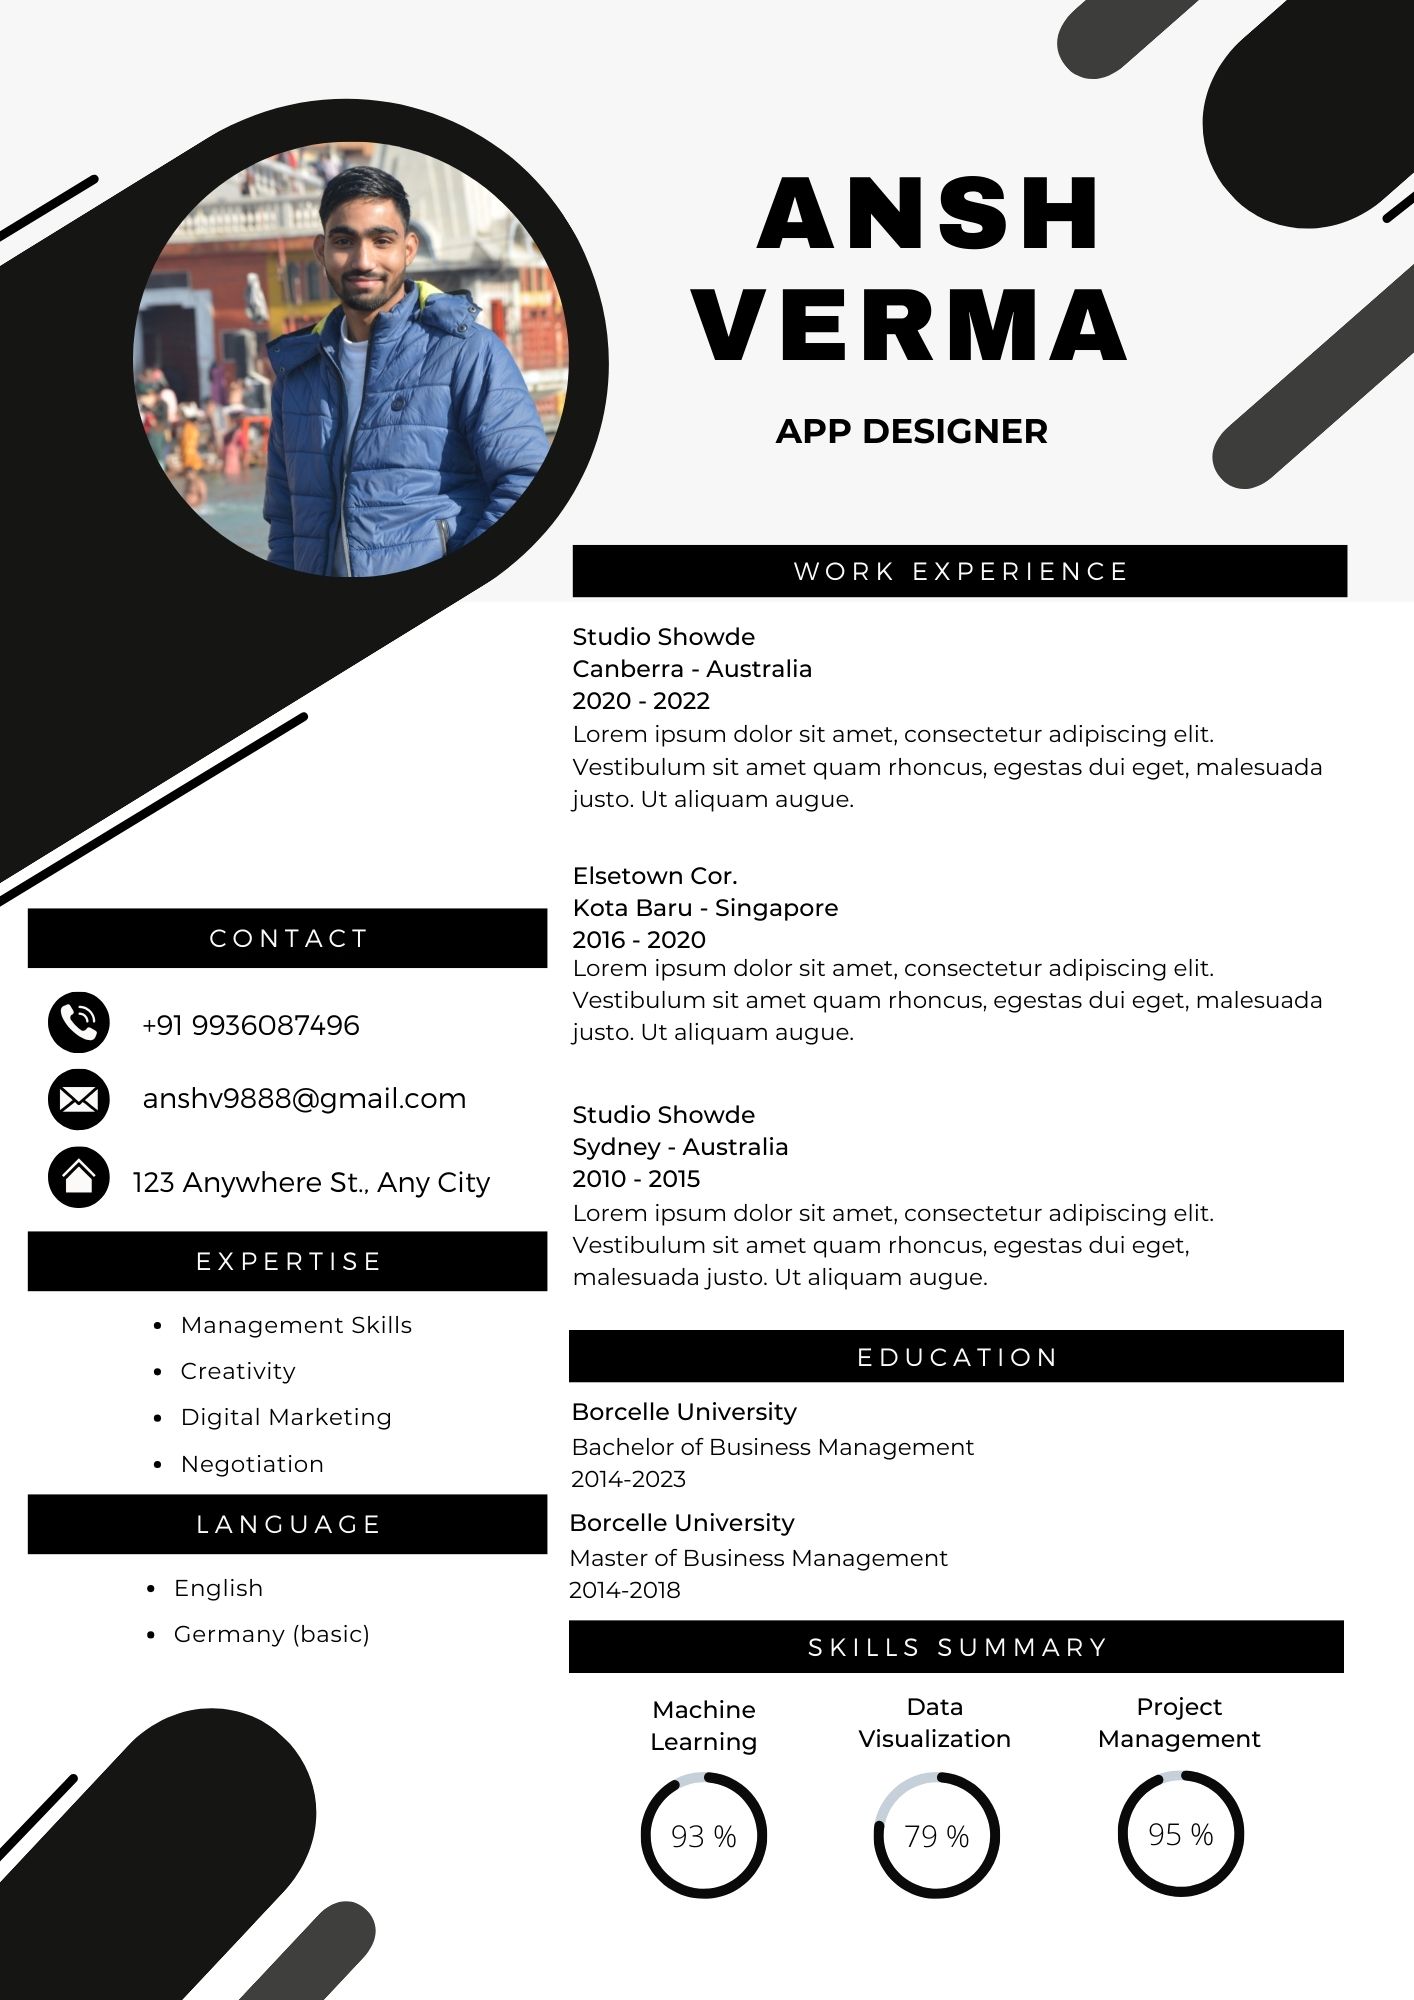 ANSH
VERMA
APP DESIGNER
WORK EXPERIENCE
Studio Showde
Canberra - Australia
2020 - 2022
Lorem ipsum dolor sit amet, consectetur adipiscing elit.
Vestibulum sit amet quam rhoncus, egestas dui eget, malesuada
justo. Ut aliquam augue.
Elsetown Cor.
Kota Baru - Singapore
2016 - 2020
Lorem ipsum dolor sit amet, consectetur adipiscing elit.
Vestibulum sit amet quam rhoncus, egestas dui eget, malesuada
justo. Ut aliquam augue.
Studio Showde
Sydney - Australia
2010 - 2015
Lorem ipsum dolor sit amet, consectetur adipiscing elit.
Vestibulum sit amet quam rhoncus, egestas dui eget,
malesuada justo. Ut aliquam augue.
CONTACT
+91 9936087496
anshv9888@gmail.com
123 Anywhere St., Any City
EXPERTISE
• Management Skills
• Creativity
• Digital Marketing
• Negotiation
LANGUAGE
• English
• Germany (basic)
EDUCATION
Borcelle University
Bachelor of Business Management
2014-2023
Borcelle University
Master of Business Management
2014-2018
SKILLS SUMMARY
Machine
Learning
93 %
Data
Visualization
79 %
Project
Management
95 %